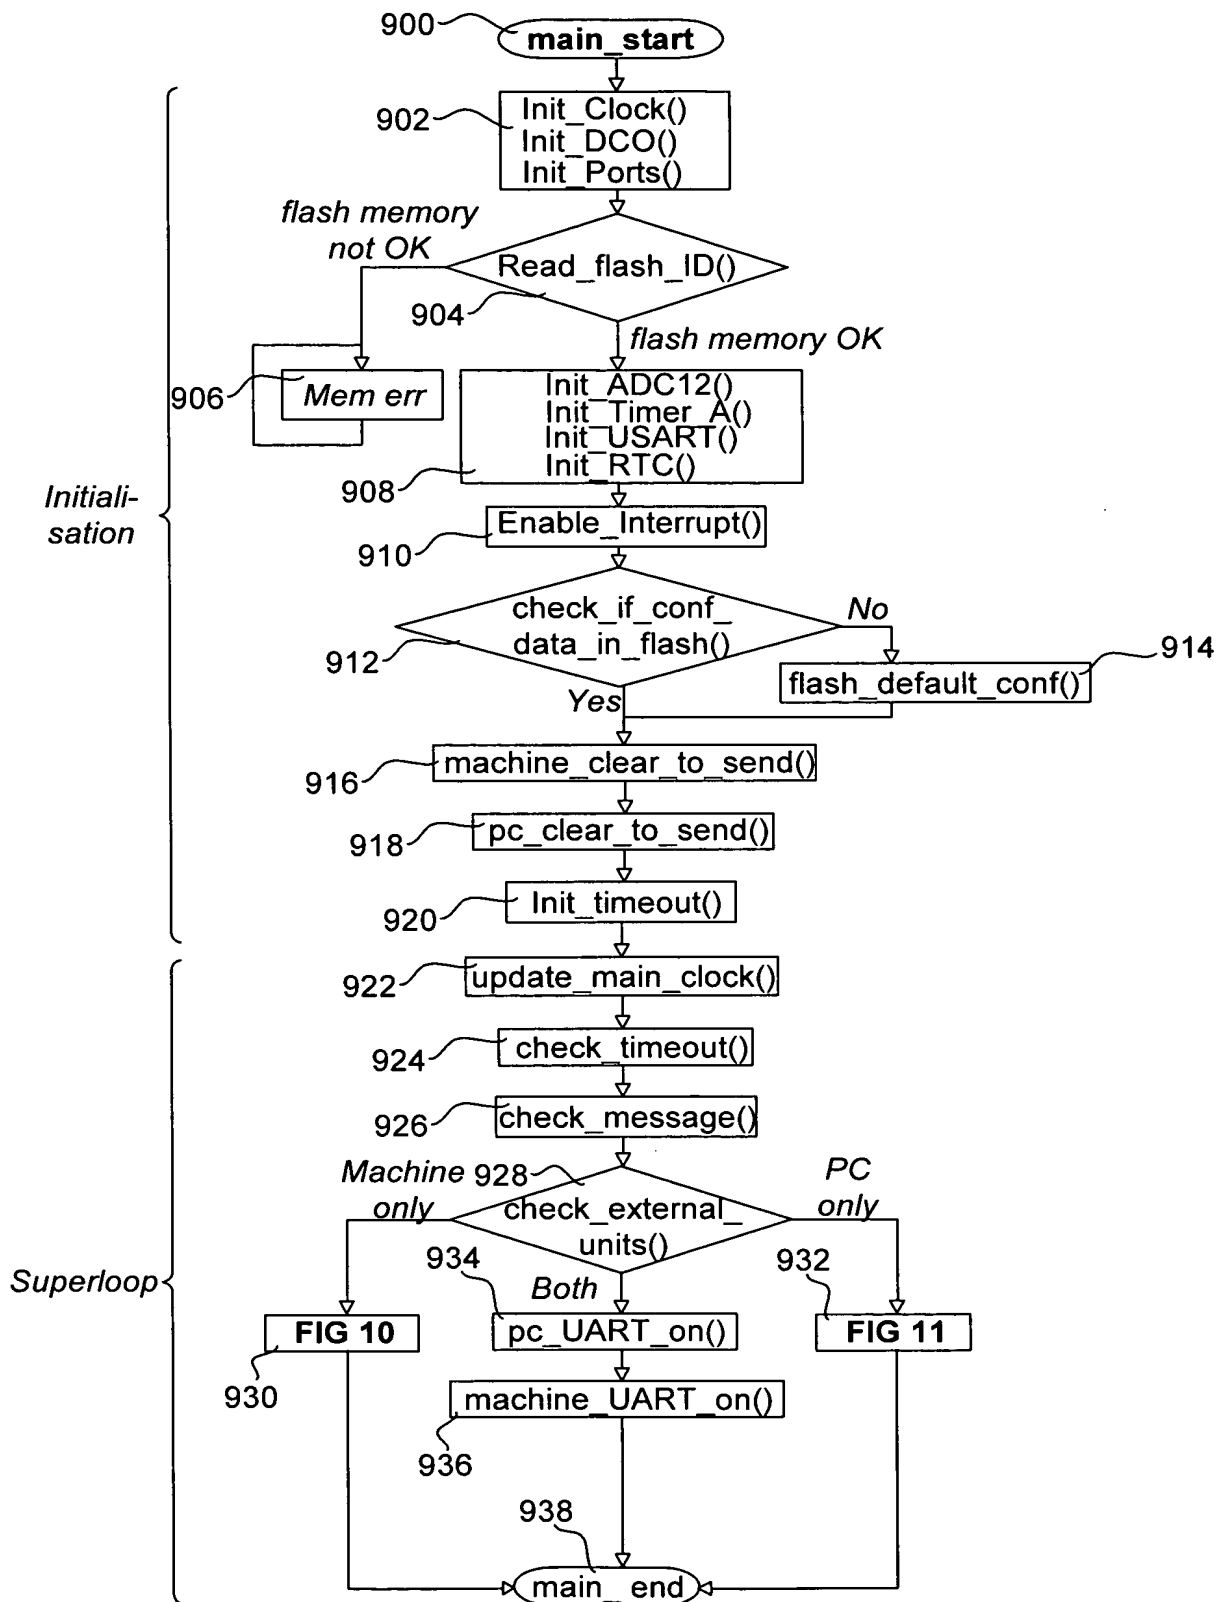 900
main_start
902
Init_Clock()
Init_DCO()
Init_Ports()
flash memory
not OK
Read_flash_ID()
904
flash memory OK
906
Mem err
Init_ADC12()
Init_Timer_A()
Init_USART()
Init_RTC()
908
Initiali-
sation
Enable_Interrupt()
910
check_if_conf_
data_in_flash()
912
No
914
flash_default_conf()
Yes
machine_clear_to_send()
916
pc_clear_to_send()
918
Init_timeout()
920
update_main_clock()
922
check_timeout()
924
check_message()
926
Machine
only
928
PC
only
check_external_
units()
Superloop
934
Both
932
FIG 10
pc_UART_on()
FIG 11
930
machine_UART_on()
936
938
main_ end